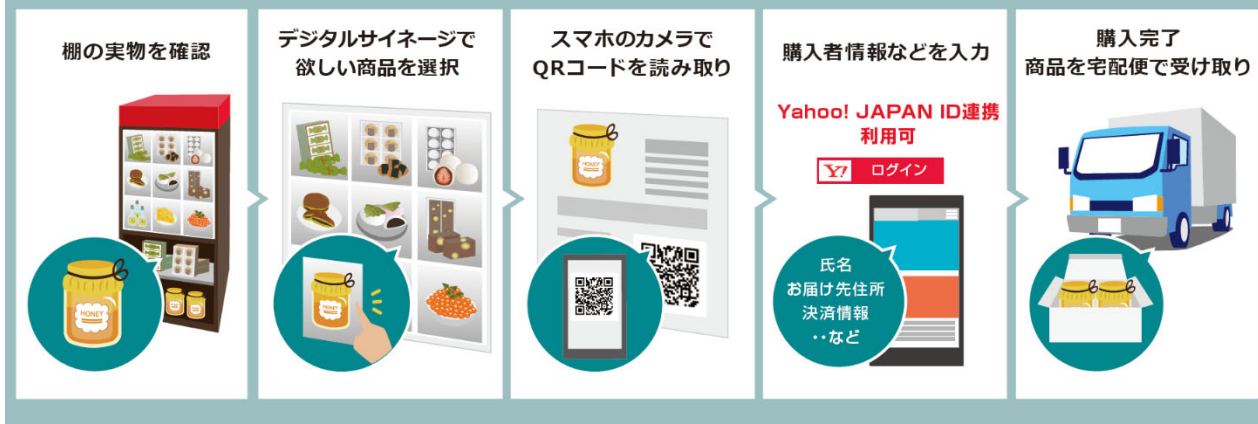 棚の実物を確認
HONEY
デジタルサイネージで
欲しい商品を選択
HONEY
スマホのカメラで
QRコードを読み取り
HONEY
購入者情報などを入力
Yahoo! JAPAN ID連携
利用可
Y! ログイン
氏名
お届け先住所
決済情報
‥など
購入完了
商品を宅配便で受け取り